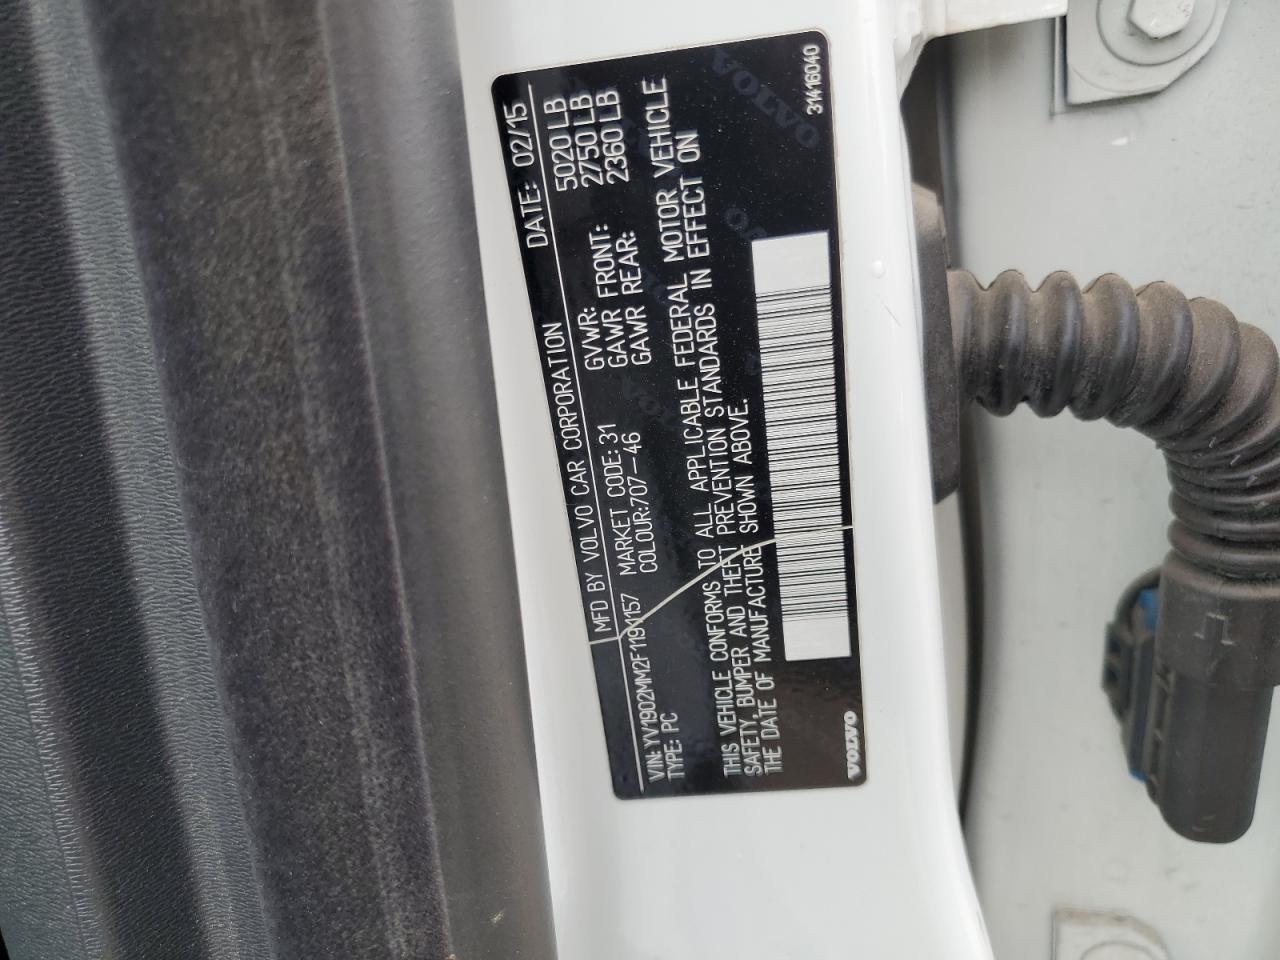 MFD BY VOLVO CAR CORPORATION DATE: 02/15
VIN:
MARKET CODE: 31 GVWR: 5020 LB
TYPE: PC COLOUR:707-46 GAWR FRONT: 2750 LB
GAWR REAR: 2360 LB
THIS VEHICLE CONFORMS TO ALL APPLICABLE FEDERAL MOTOR VEHICLE
SAFETY, BUMPER AND THEFT PREVENTION STANDARDS IN EFFECT ON
THE DATE OF MANUFACTURE SHOWN ABOVE.
VOLVO
31416040